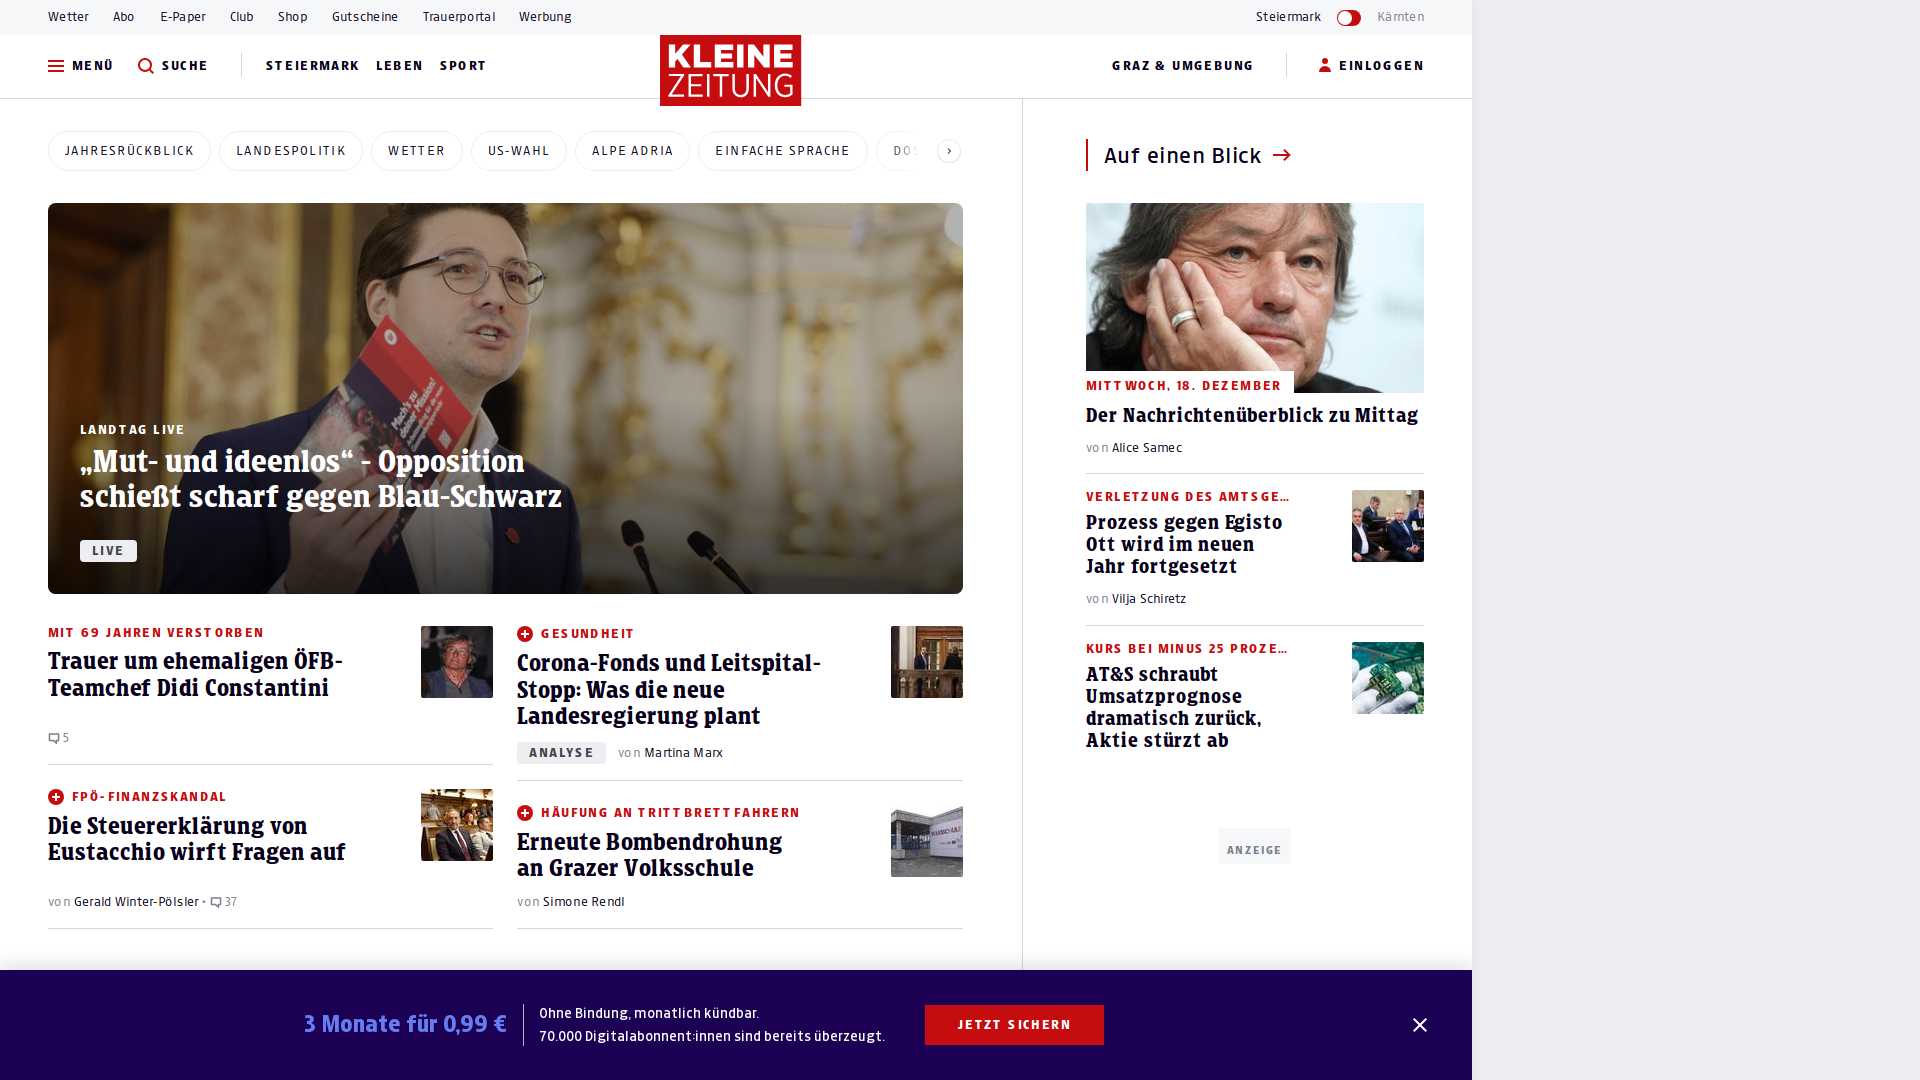 Wetter Abo E-Paper Club Shop Gutscheine Trauerportal Werbung Steiermark Kärnten
MENÜ SUCHE STEIERMARK LEBEN SPORT
KLEINE
ZEITUNG
GRAZ & UMGEBUNG EINLOGGEN
JAHRESRÜCKBLICK LANDESPOLITIK WETTER US-WAHL ALPE ADRIA EINFACHE SPRACHE DOS
Mach's zu
deiner Mission!
LANDTAG LIVE
„Mut- und ideenlos“ - Opposition
schießt scharf gegen Blau-Schwarz
LIVE
MIT 69 JAHREN VERSTORBEN
Trauer um ehemaligen ÖFB-
Teamchef Didi Constantini
5
GESUNDHEIT
Corona-Fonds und Leitspital-
Stopp: Was die neue
Landesregierung plant
ANALYSE von Martina Marx
FPÖ-FINANZSKANDAL
Die Steuererklärung von
Eustacchio wirft Fragen auf
von Gerald Winter-Pölsler • 37
HÄUFUNG AN TRITTBRETTFAHRERN
Erneute Bombendrohung
an Grazer Volksschule
von Simone Rendl
Auf einen Blick
MITTWOCH, 18. DEZEMBER
Der Nachrichtenüberblick zu Mittag
von Alice Samec
VERLETZUNG DES AMTSGE…
Prozess gegen Egisto
Ott wird im neuen
Jahr fortgesetzt
von Vilja Schiretz
KURS BEI MINUS 25 PROZE…
AT&S schraubt
Umsatzprognose
dramatisch zurück,
Aktie stürzt ab
ANZEIGE
3 Monate für 0,99 €
Ohne Bindung, monatlich kündbar.
70.000 Digitalabonnent:innen sind bereits überzeugt.
JETZT SICHERN